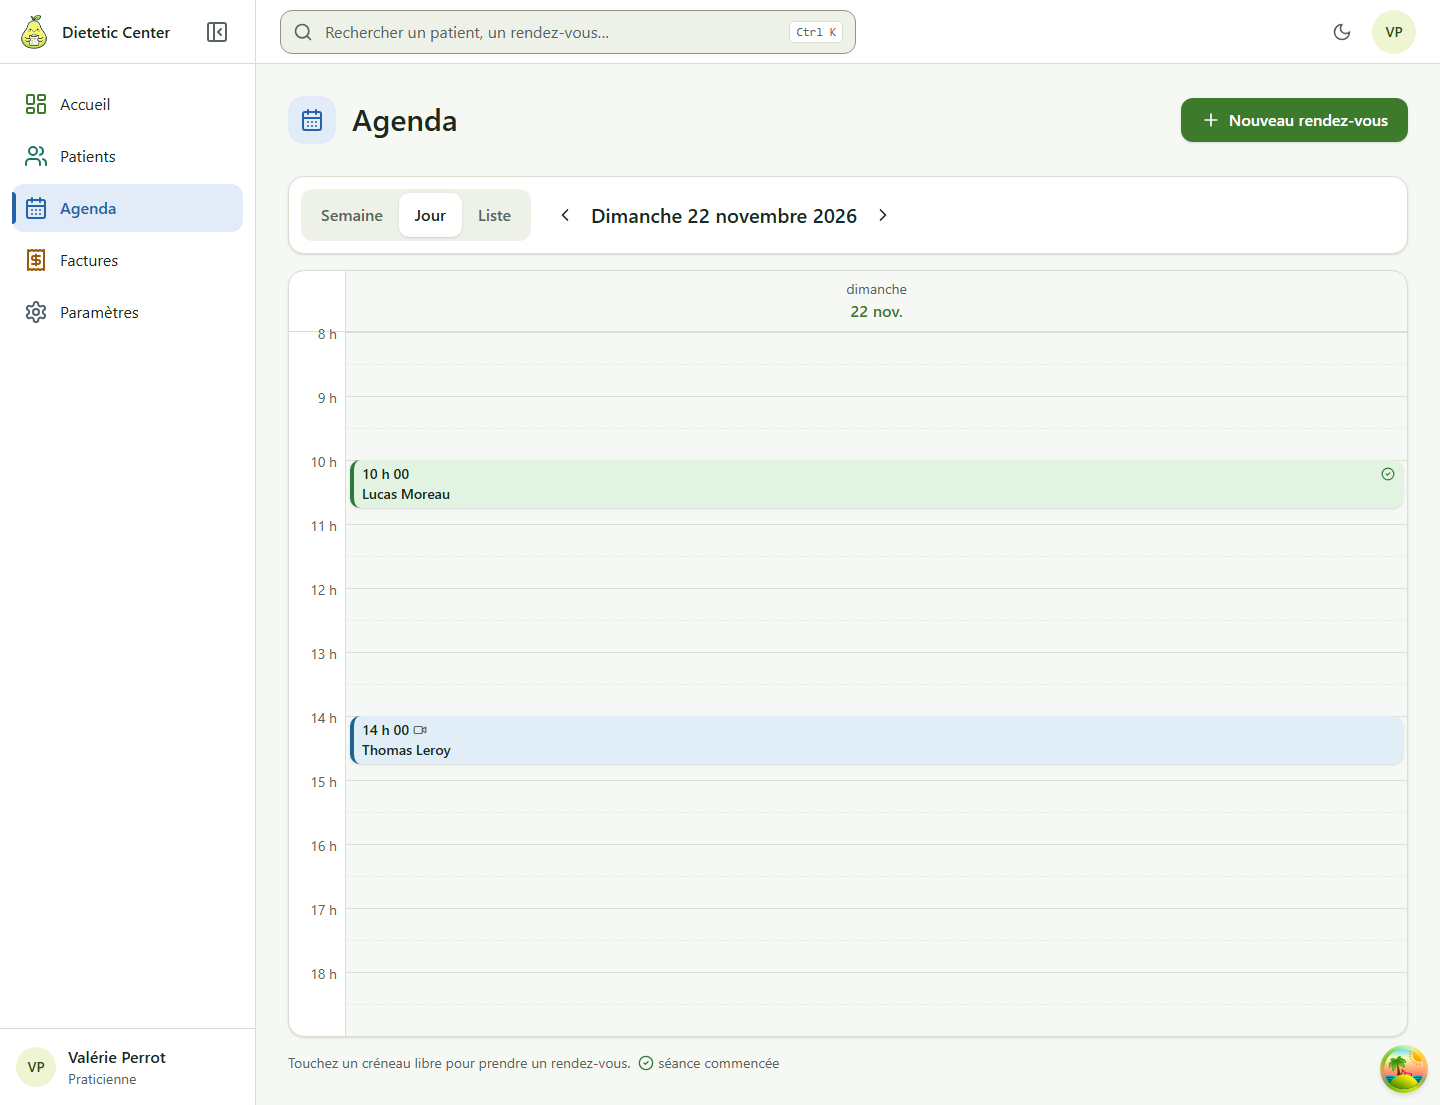 Dietetic Center
Rechercher un patient, un rendez-vous...
Ctrl K
VP
Accueil
Patients
Agenda
Factures
Paramètres
Agenda
Nouveau rendez-vous
Semaine
Jour
Liste
Dimanche 22 novembre 2026
dimanche
22 nov.
8 h
9 h
10 h
10 h 00
Lucas Moreau
11 h
12 h
13 h
14 h
14 h 00
Thomas Leroy
15 h
16 h
17 h
18 h
Touchez un créneau libre pour prendre un rendez-vous. séance commencée
VP
Valérie Perrot
Praticienne